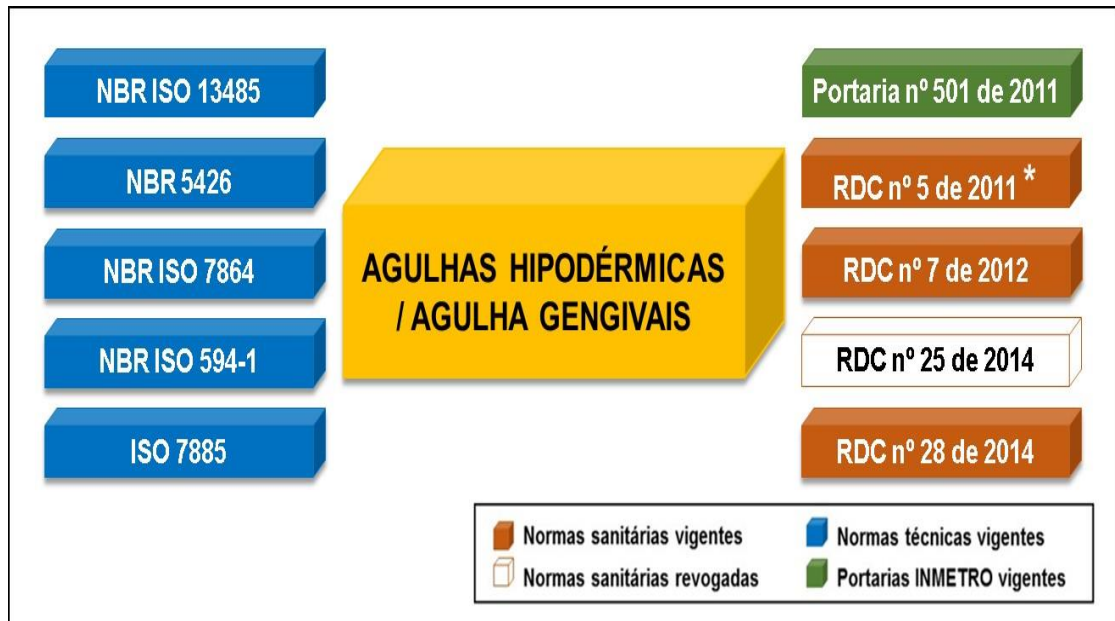 NBR ISO 13485
NBR 5426
NBR ISO 7864
NBR ISO 594-1
ISO 7885
AGULHAS HIPODÉRMICAS
/ AGULHA GENGIVAIS
Portaria nº 501 de 2011
RDC nº 5 de 2011 *
RDC nº 7 de 2012
RDC nº 25 de 2014
RDC nº 28 de 2014
Normas sanitárias vigentes
Normas técnicas vigentes
Normas sanitárias revogadas
Portarias INMETRO vigentes